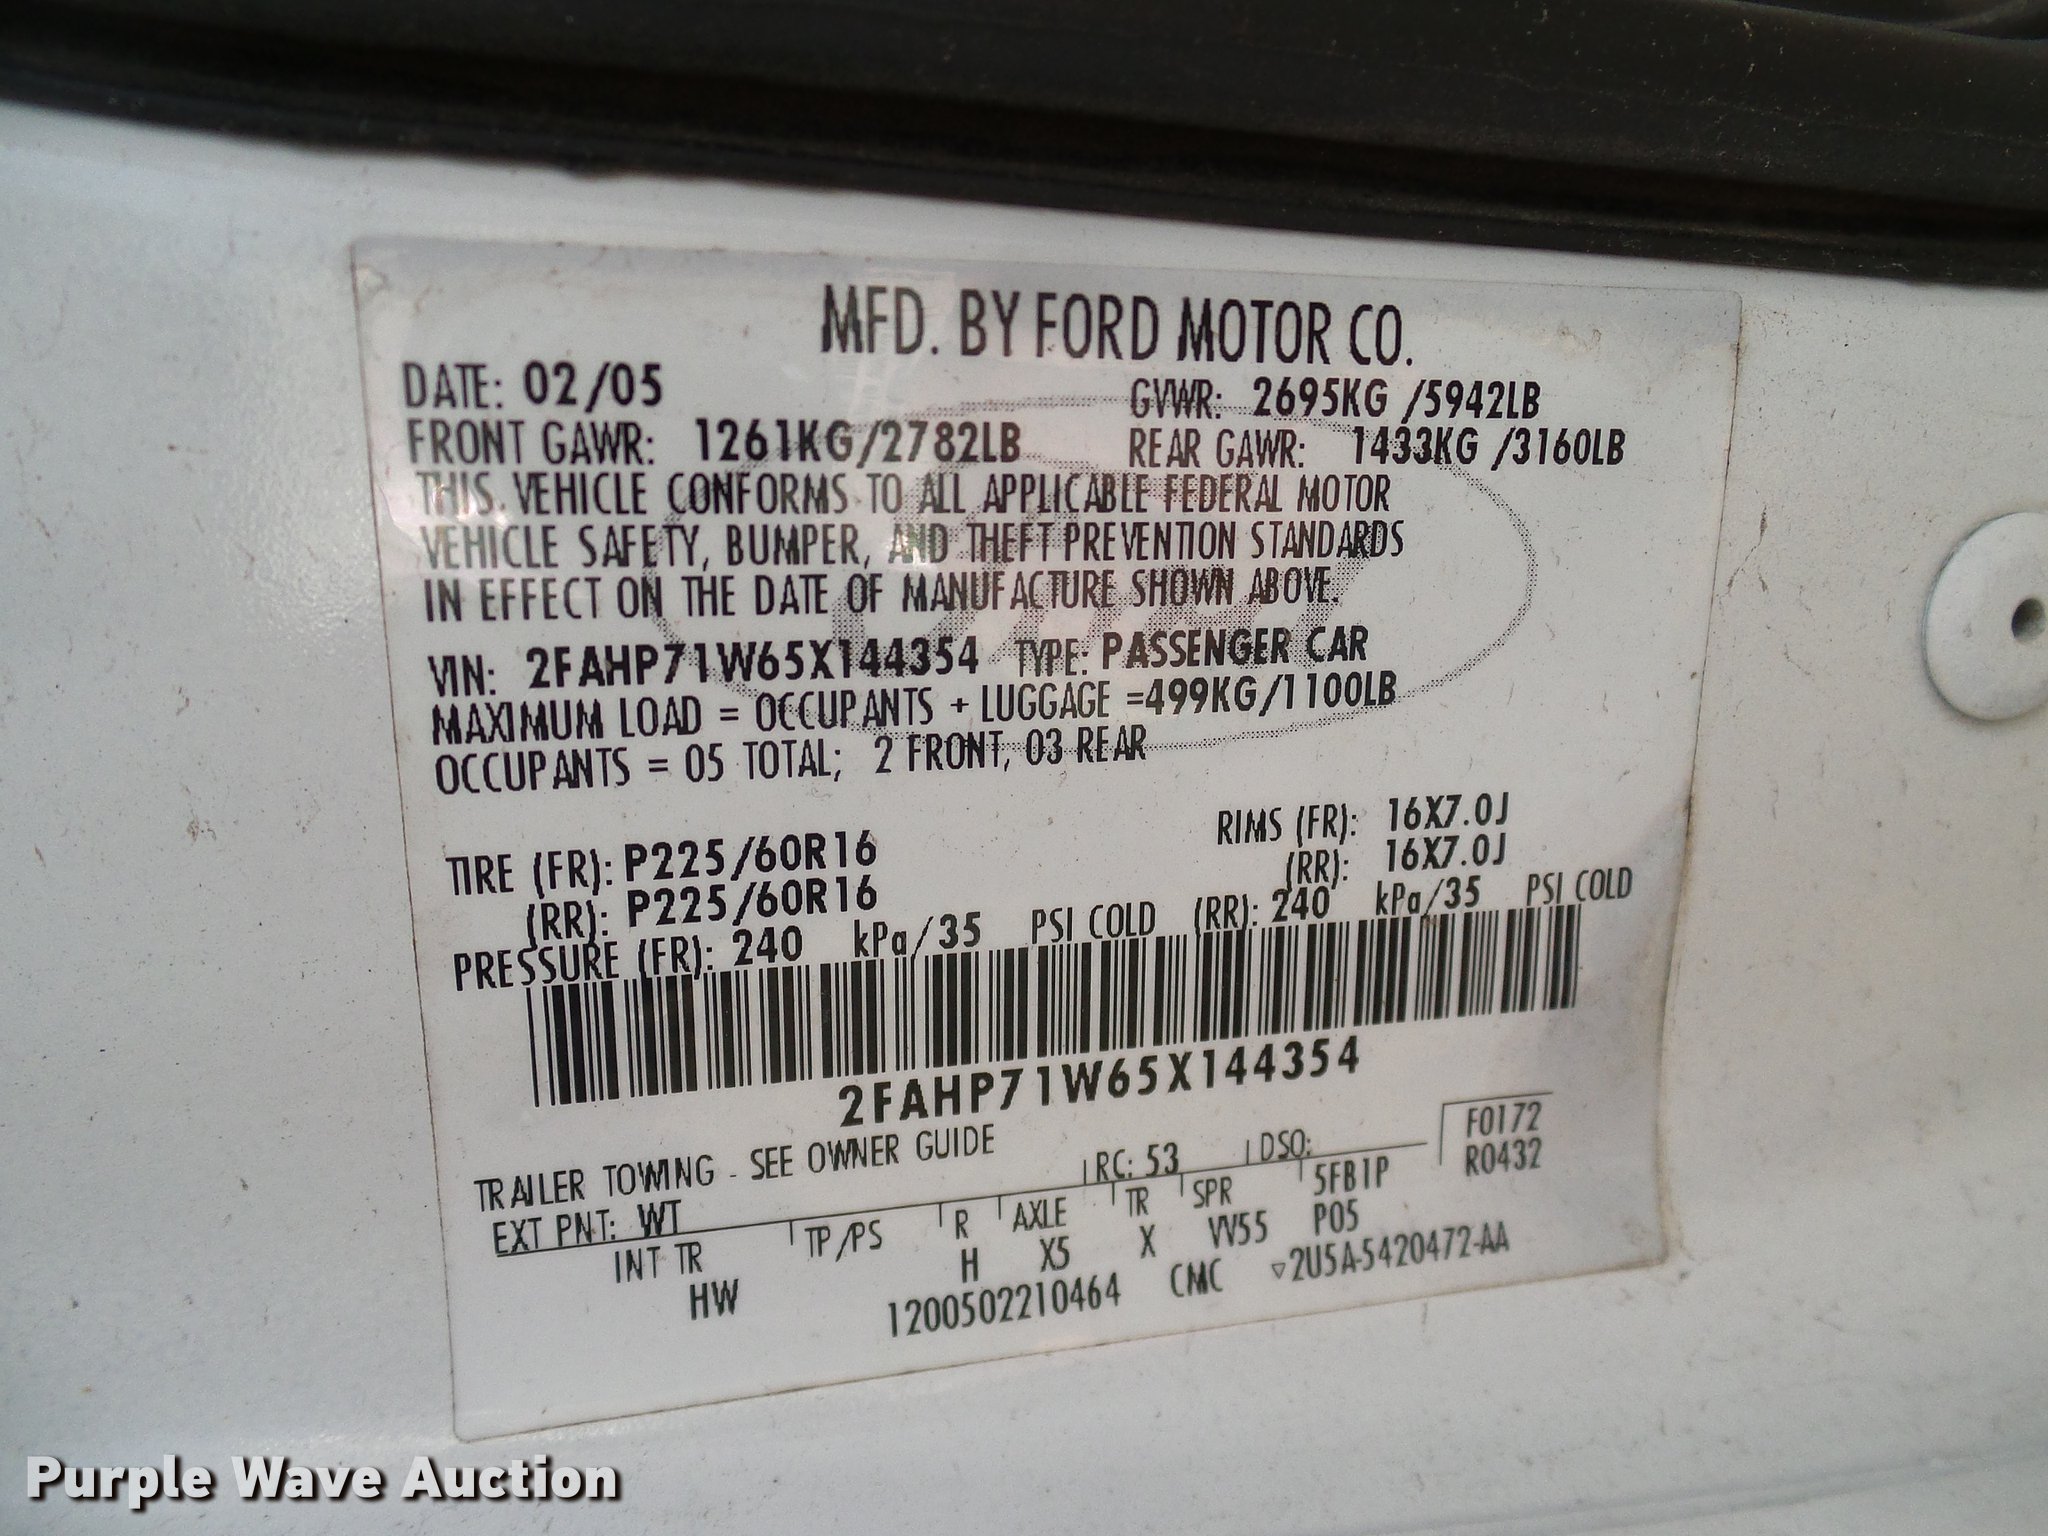 MFD. BY FORD MOTOR CO.
DATE: 02/05 GVWR: 2695KG /5942LB
FRONT GAWR: 1261KG/2782LB REAR GAWR: 1433KG /3160LB
THIS VEHICLE CONFORMS TO ALL APPLICABLE FEDERAL MOTOR
VEHICLE SAFETY, BUMPER, AND THEFT PREVENTION STANDARDS
IN EFFECT ON THE DATE OF MANUFACTURE SHOWN ABOVE.
VIN: 2FAHP71W65X144354 TYPE: PASSENGER CAR
MAXIMUM LOAD = OCCUPANTS + LUGGAGE =499KG/1100LB
OCCUPANTS = 05 TOTAL; 2 FRONT, 03 REAR
TIRE (FR): P225/60R16 RIMS (FR): 16X7.0J
(RR): P225/60R16 (RR): 16X7.0J
PRESSURE (FR): 240 kPa/35 PSI COLD (RR): 240 kPa/35 PSI COLD
2FAHP71W65X144354
TRAILER TOWING - SEE OWNER GUIDE
EXT PNT: WT RC: 53 DSO: F0172
R0432
INT TR TP/PS R AXLE TR SPR 5FB1P
HW H X5 X VV55 P05
1200502210464 CMC ▽2U5A-5420472-AA
Purple Wave Auction